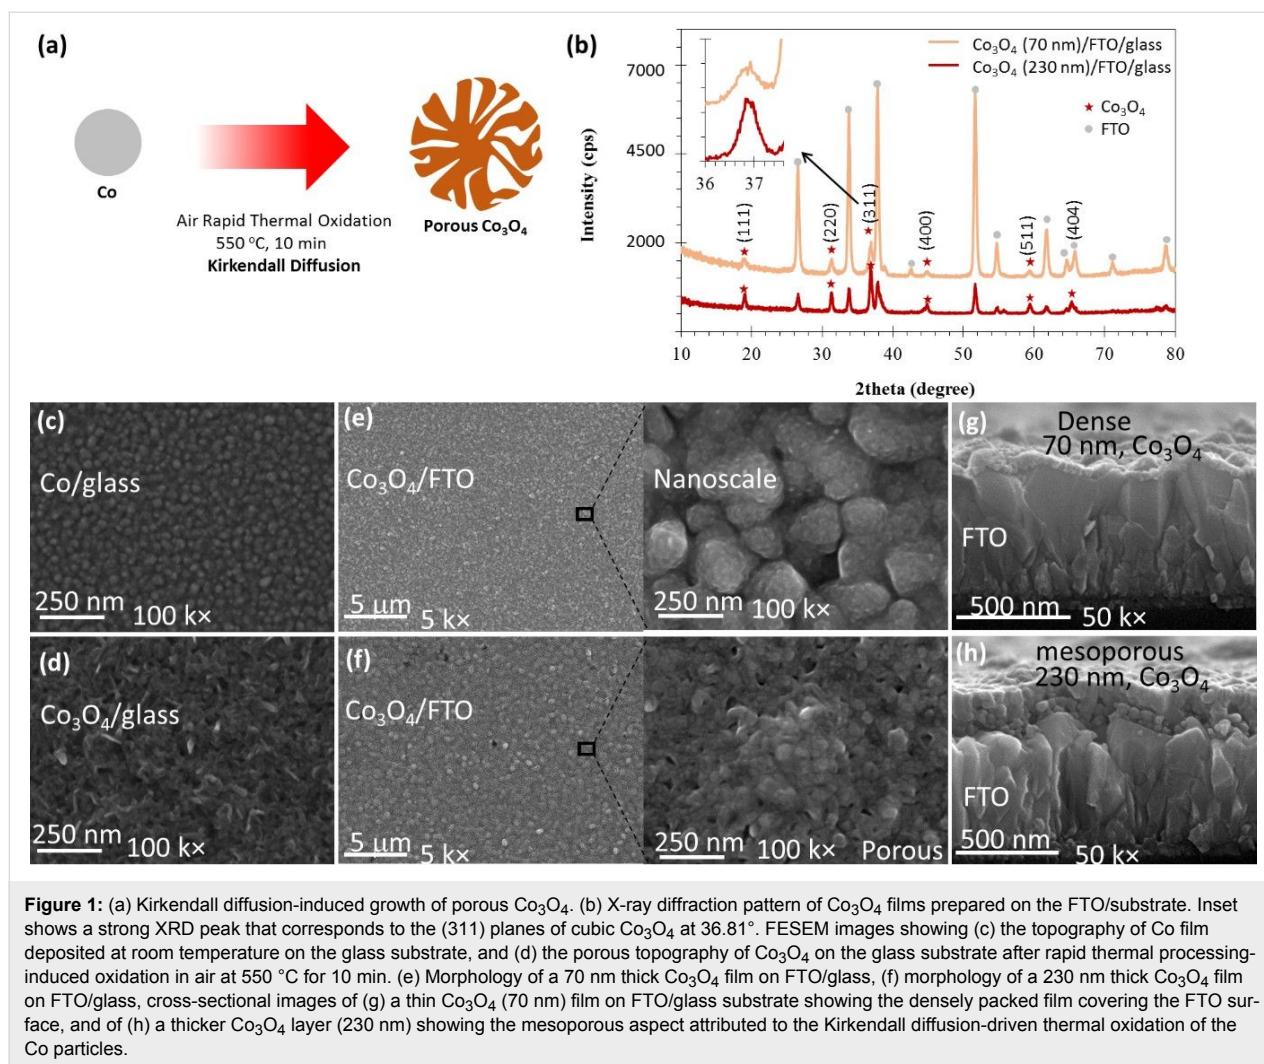 (a)
Co
Air Rapid Thermal Oxidation
550 °C, 10 min
Kirkendall Diffusion
Porous Co₃O₄
(b)
Co₃O₄ (70 nm)/FTO/glass
Co₃O₄ (230 nm)/FTO/glass
Co₃O₄
FTO
Intensity (cps)
7000
4500
2000
36 37
(111)
(220)
(311)
(400)
(511)
(404)
10 20 30 40 50 60 70 80
2theta (degree)
(c)
Co/glass
250 nm 100 k×
(e)
Co₃O₄/FTO
5 µm 5 k×
Nanoscale
250 nm 100 k×
(g)
Dense
70 nm, Co₃O₄
FTO
500 nm 50 k×
(d)
Co₃O₄/glass
250 nm 100 k×
(f)
Co₃O₄/FTO
5 µm 5 k×
250 nm 100 k× Porous
(h)
mesoporous
230 nm, Co₃O₄
FTO
500 nm 50 k×
Figure 1: (a) Kirkendall diffusion-induced growth of porous Co₃O₄. (b) X-ray diffraction pattern of Co₃O₄ films prepared on the FTO/substrate. Inset
shows a strong XRD peak that corresponds to the (311) planes of cubic Co₃O₄ at 36.81°. FESEM images showing (c) the topography of Co film
deposited at room temperature on the glass substrate, and (d) the porous topography of Co₃O₄ on the glass substrate after rapid thermal processing-
induced oxidation in air at 550 °C for 10 min. (e) Morphology of a 70 nm thick Co₃O₄ film on FTO/glass, (f) morphology of a 230 nm thick Co₃O₄ film
on FTO/glass, cross-sectional images of (g) a thin Co₃O₄ (70 nm) film on FTO/glass substrate showing the densely packed film covering the FTO sur-
face, and of (h) a thicker Co₃O₄ layer (230 nm) showing the mesoporous aspect attributed to the Kirkendall diffusion-driven thermal oxidation of the
Co particles.